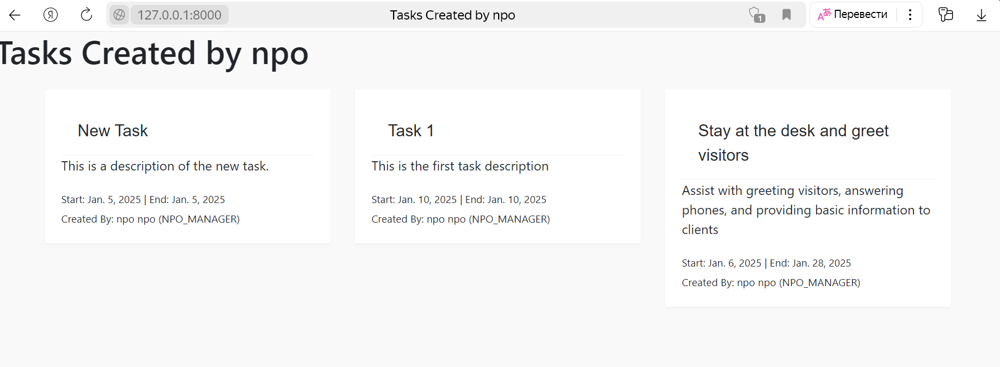 Я 127.0.0.1:8000 Tasks Created by npo 1 Aあ Перевести
Tasks Created by npo
New Task
This is a description of the new task.
Start: Jan. 5, 2025 | End: Jan. 5, 2025
Created By: npo npo (NPO_MANAGER)
Task 1
This is the first task description
Start: Jan. 10, 2025 | End: Jan. 10, 2025
Created By: npo npo (NPO_MANAGER)
Stay at the desk and greet
visitors
Assist with greeting visitors, answering
phones, and providing basic information to
clients
Start: Jan. 6, 2025 | End: Jan. 28, 2025
Created By: npo npo (NPO_MANAGER)